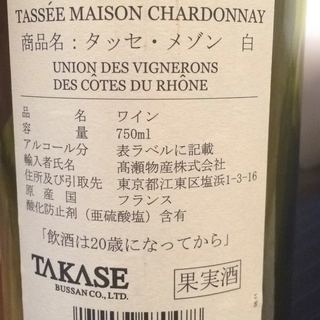 TASSÉE MAISON CHARDONNAY
商品名：タッセ・メゾン　白
UNION DES VIGNERONS
DES CÔTES DU RHÔNE
品名　ワイン
容量　750ml
アルコール分　表ラベルに記載
輸入者氏名　髙瀬物産株式会社
住所及び引取先　東京都江東区塩浜1-3-16
原産国　フランス
酸化防止剤（亜硫酸塩）含有
「飲酒は20歳になってから」
TAKASE
BUSSAN CO., LTD.
果実酒